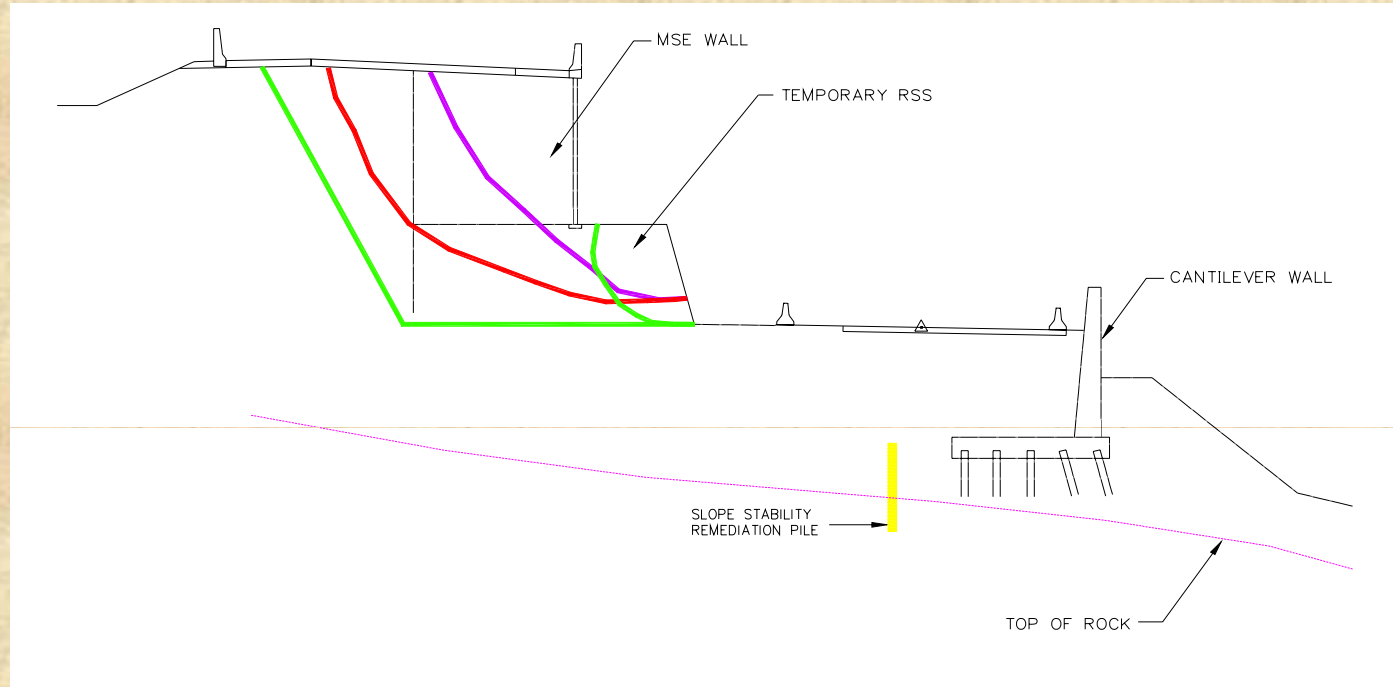 MSE WALL
TEMPORARY RSS
CANTILEVER WALL
SLOPE STABILITY
REMEDIATION PILE
TOP OF ROCK